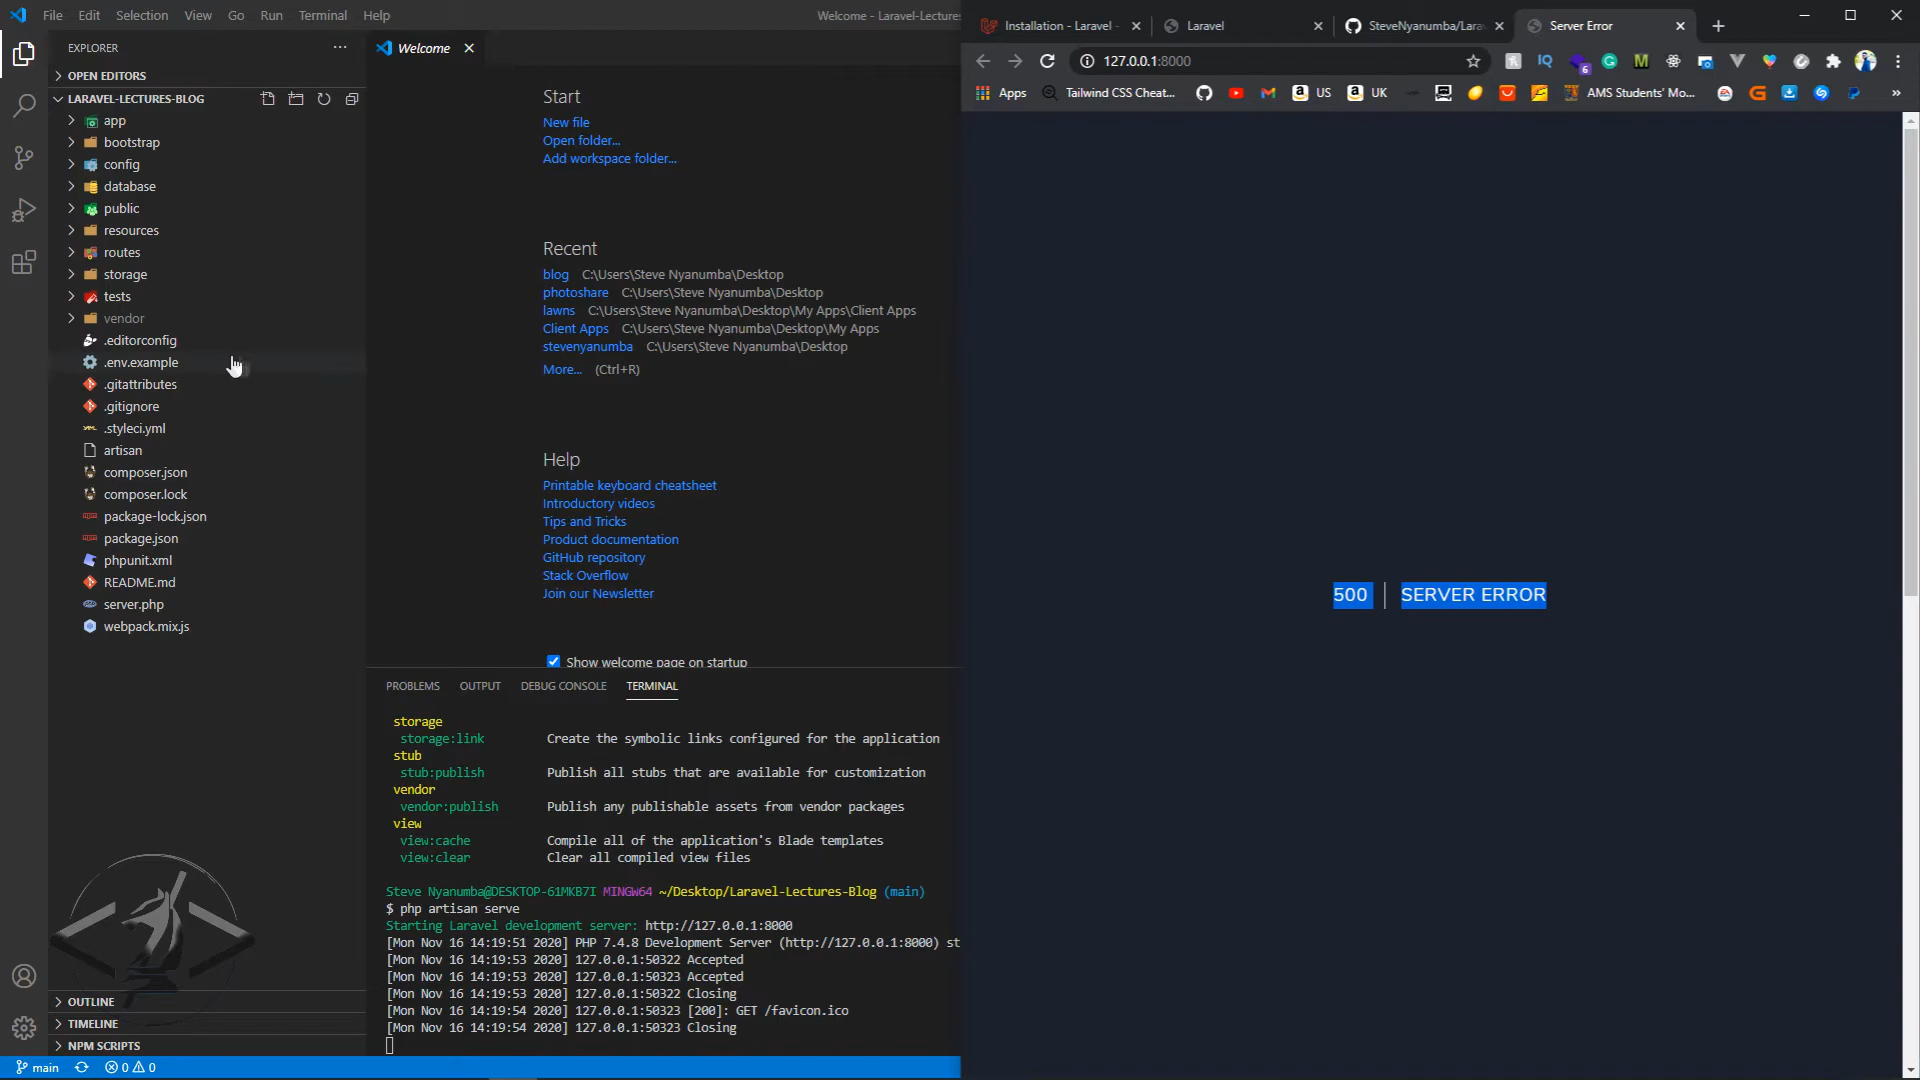 File Edit Selection View Go Run Terminal Help
Welcome - Laravel-Lectures
EXPLORER
OPEN EDITORS
LARAVEL-LECTURES-BLOG
app
bootstrap
config
database
public
resources
routes
storage
tests
vendor
.editorconfig
.env.example
.gitattributes
.gitignore
.styleci.yml
artisan
composer.json
composer.lock
package-lock.json
package.json
phpunit.xml
README.md
server.php
webpack.mix.js
OUTLINE
TIMELINE
NPM SCRIPTS
main
0 0
Welcome
Start
New file
Open folder...
Add workspace folder...
Recent
blog C:\Users\Steve Nyanumba\Desktop
photoshare C:\Users\Steve Nyanumba\Desktop
lawns C:\Users\Steve Nyanumba\Desktop\My Apps\Client Apps
Client Apps C:\Users\Steve Nyanumba\Desktop\My Apps
stevenyanumba C:\Users\Steve Nyanumba\Desktop
More... (Ctrl+R)
Help
Printable keyboard cheatsheet
Introductory videos
Tips and Tricks
Product documentation
GitHub repository
Stack Overflow
Join our Newsletter
Show welcome page on startup
PROBLEMS OUTPUT DEBUG CONSOLE TERMINAL
storage
storage:link Create the symbolic links configured for the application
stub
stub:publish Publish all stubs that are available for customization
vendor
vendor:publish Publish any publishable assets from vendor packages
view
view:cache Compile all of the application's Blade templates
view:clear Clear all compiled view files
Steve Nyanumba@DESKTOP-61MKB7I MINGW64 ~/Desktop/Laravel-Lectures-Blog (main)
$ php artisan serve
Starting Laravel development server: http://127.0.0.1:8000
[Mon Nov 16 14:19:51 2020] PHP 7.4.8 Development Server (http://127.0.0.1:8000) st
[Mon Nov 16 14:19:53 2020] 127.0.0.1:50322 Accepted
[Mon Nov 16 14:19:53 2020] 127.0.0.1:50323 Accepted
[Mon Nov 16 14:19:53 2020] 127.0.0.1:50322 Closing
[Mon Nov 16 14:19:54 2020] 127.0.0.1:50323 [200]: GET /favicon.ico
[Mon Nov 16 14:19:54 2020] 127.0.0.1:50323 Closing
Installation - Laravel - Laravel SteveNyanumba/Lara Server Error
127.0.0.1:8000
IQ 6
Apps Tailwind CSS Cheat... US UK AMS Students' Mo... »
500 SERVER ERROR